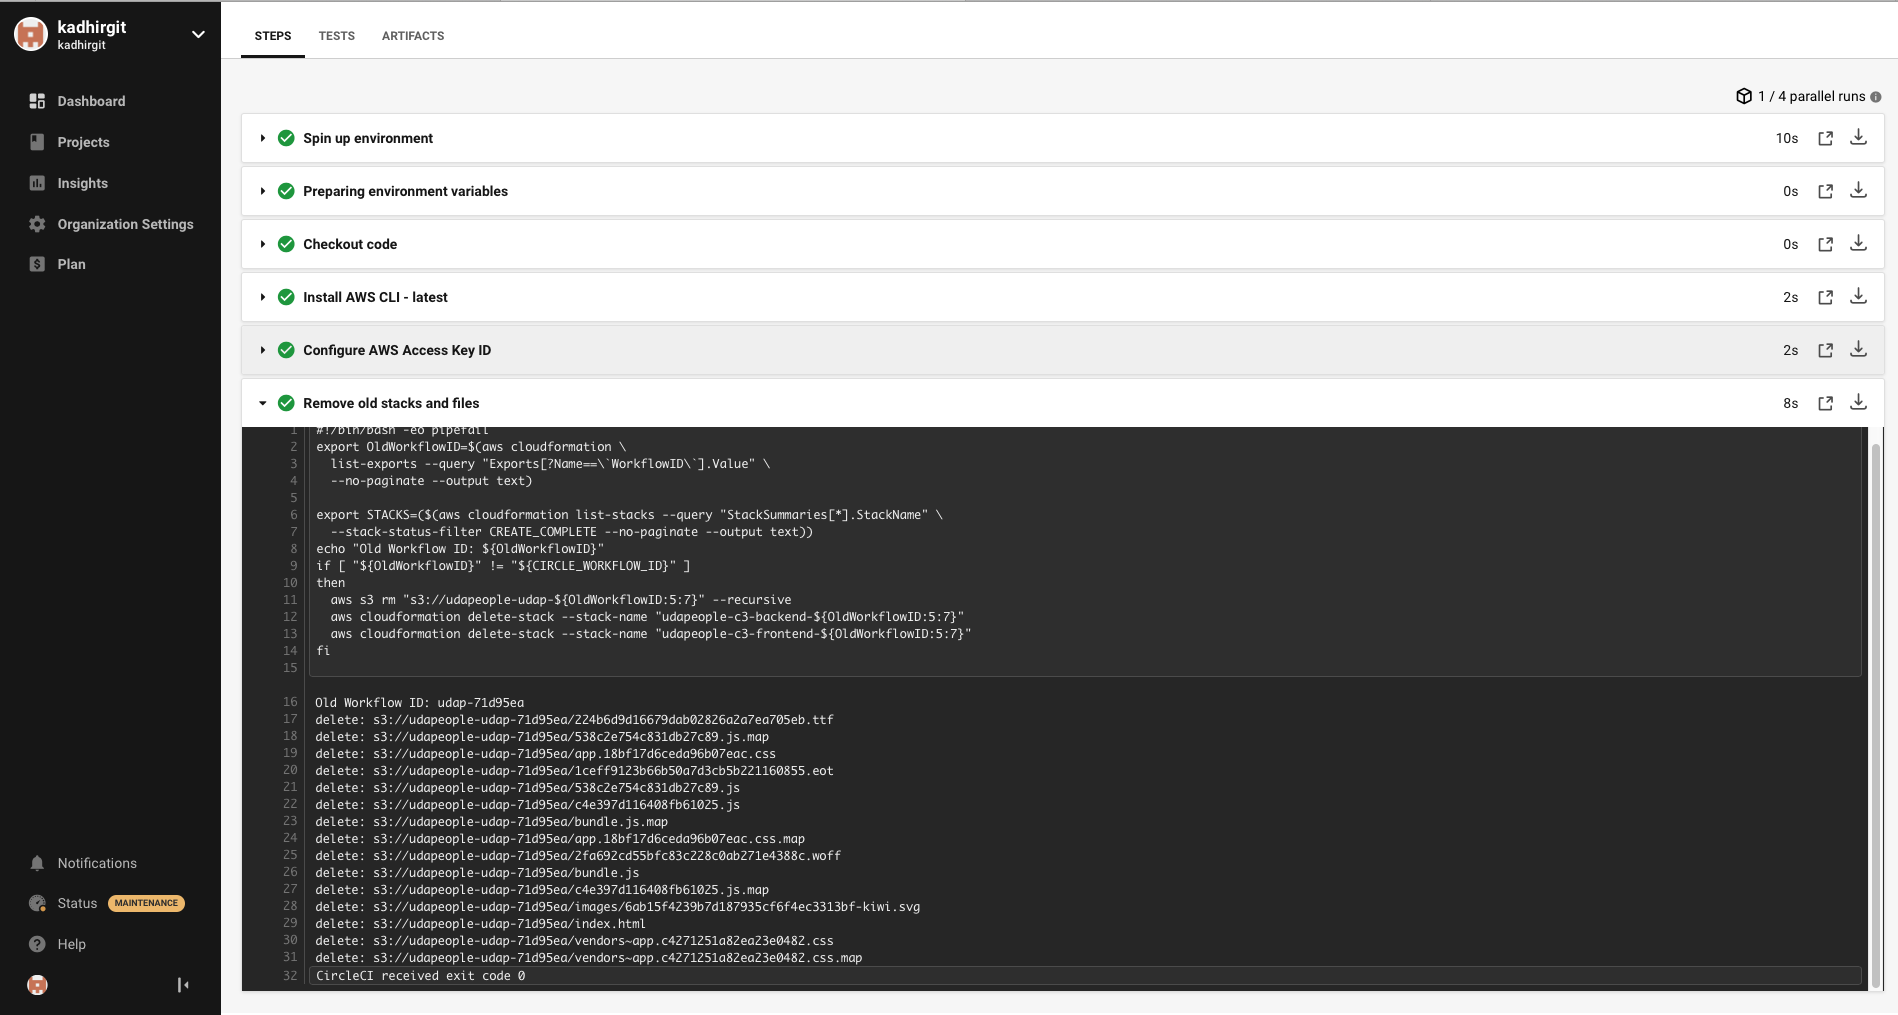 kadhirgit
kadhirgit
Dashboard
Projects
Insights
Organization Settings
Plan
Notifications
Status MAINTENANCE
Help
STEPS TESTS ARTIFACTS
1 / 4 parallel runs
Spin up environment 10s
Preparing environment variables 0s
Checkout code 0s
Install AWS CLI - latest 2s
Configure AWS Access Key ID 2s
Remove old stacks and files 8s
1 #!/bin/bash -eo pipefail
2 export OldWorkflowID=$(aws cloudformation \
3 list-exports --query "Exports[?Name==\`WorkflowID\`].Value" \
4 --no-paginate --output text)
5
6 export STACKS=($(aws cloudformation list-stacks --query "StackSummaries[*].StackName" \
7 --stack-status-filter CREATE_COMPLETE --no-paginate --output text))
8 echo "Old Workflow ID: ${OldWorkflowID}"
9 if [ "${OldWorkflowID}" != "${CIRCLE_WORKFLOW_ID}" ]
10 then
11 aws s3 rm "s3://udapeople-udap-${OldWorkflowID:5:7}" --recursive
12 aws cloudformation delete-stack --stack-name "udapeople-c3-backend-${OldWorkflowID:5:7}"
13 aws cloudformation delete-stack --stack-name "udapeople-c3-frontend-${OldWorkflowID:5:7}"
14 fi
15
16 Old Workflow ID: udap-71d95ea
17 delete: s3://udapeople-udap-71d95ea/224b6d9d16679dab02826a2a7ea705eb.ttf
18 delete: s3://udapeople-udap-71d95ea/538c2e754c831db27c89.js.map
19 delete: s3://udapeople-udap-71d95ea/app.18bf17d6ceda96b07eac.css
20 delete: s3://udapeople-udap-71d95ea/1ceff9123b66b50a7d3cb5b221160855.eot
21 delete: s3://udapeople-udap-71d95ea/538c2e754c831db27c89.js
22 delete: s3://udapeople-udap-71d95ea/c4e397d116408fb61025.js
23 delete: s3://udapeople-udap-71d95ea/bundle.js.map
24 delete: s3://udapeople-udap-71d95ea/app.18bf17d6ceda96b07eac.css.map
25 delete: s3://udapeople-udap-71d95ea/2fa692cd55bfc83c228c0ab271e4388c.woff
26 delete: s3://udapeople-udap-71d95ea/bundle.js
27 delete: s3://udapeople-udap-71d95ea/c4e397d116408fb61025.js.map
28 delete: s3://udapeople-udap-71d95ea/images/6ab15f4239b7d187935cf6f4ec3313bf-kiwi.svg
29 delete: s3://udapeople-udap-71d95ea/index.html
30 delete: s3://udapeople-udap-71d95ea/vendors~app.c4271251a82ea23e0482.css
31 delete: s3://udapeople-udap-71d95ea/vendors~app.c4271251a82ea23e0482.css.map
32 CircleCI received exit code 0